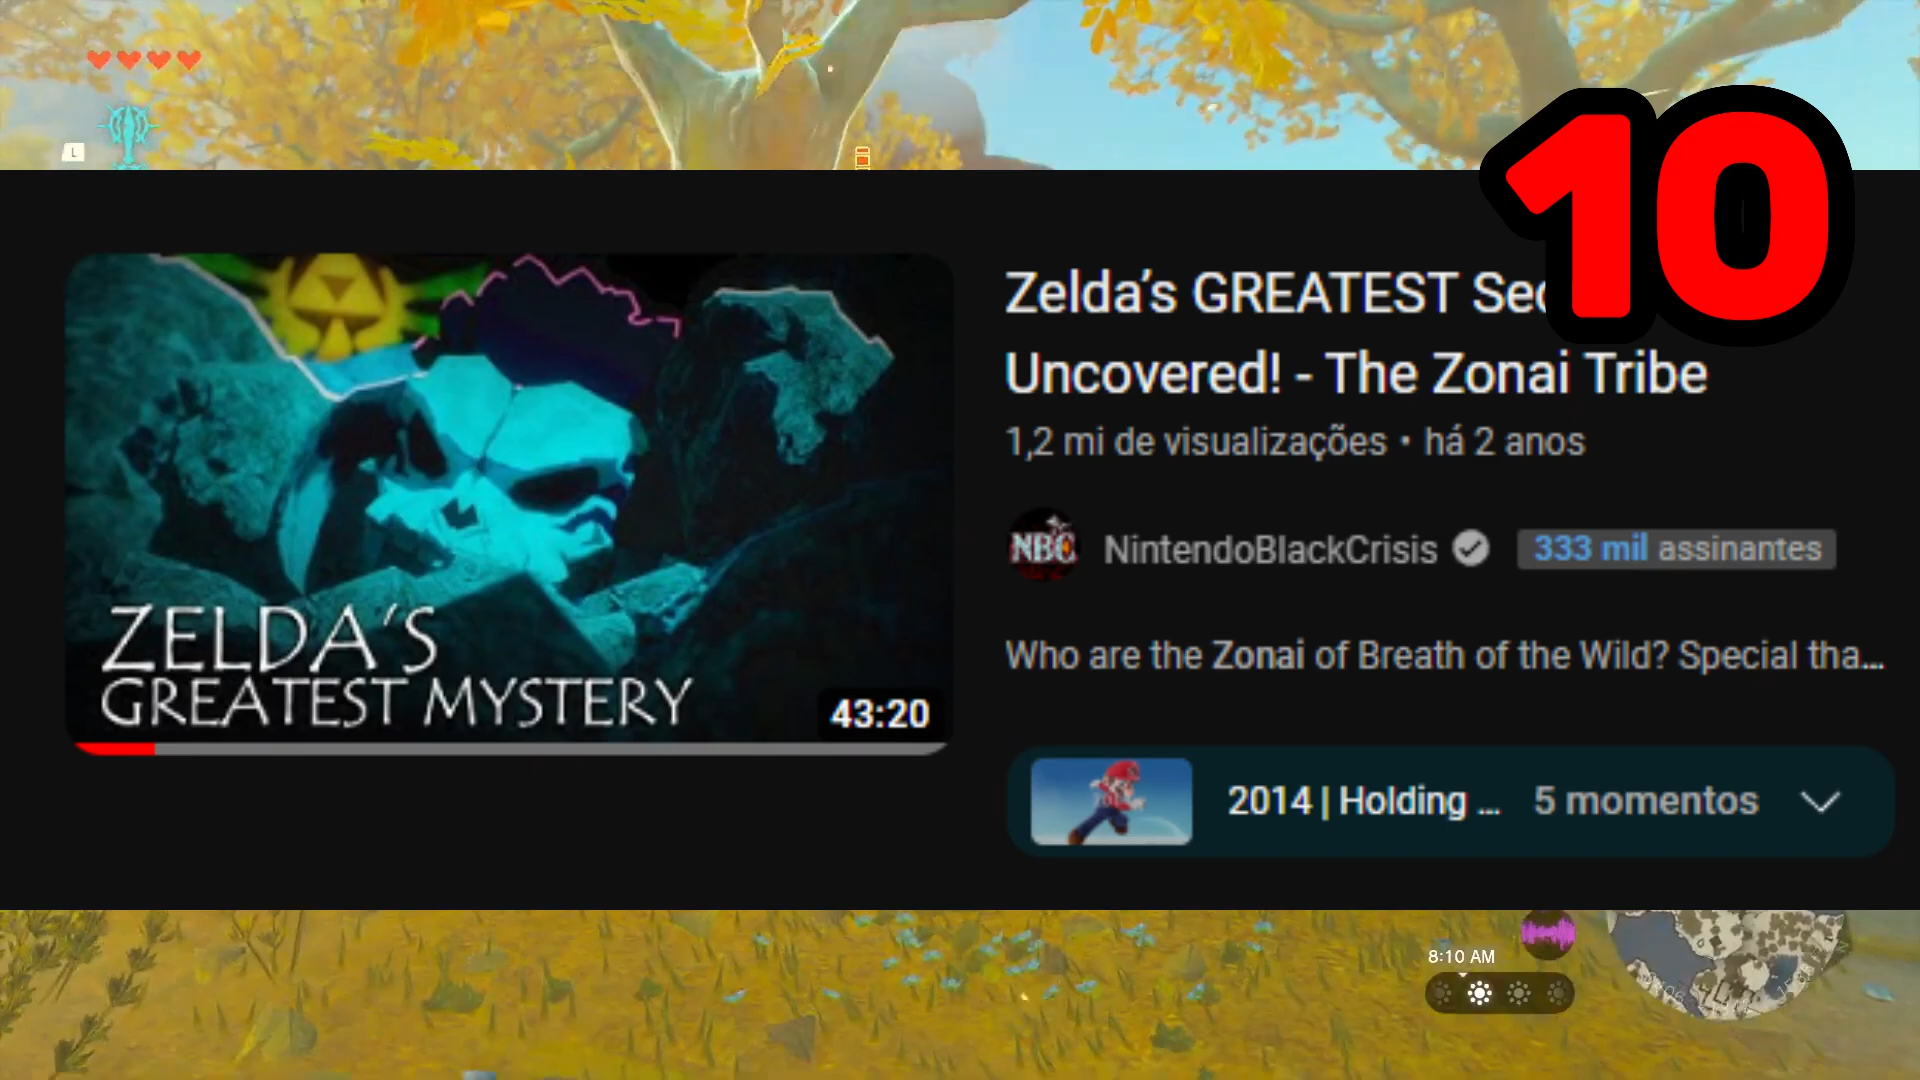 L
10
Zelda's GREATEST Sec
Uncovered! - The Zonai Tribe
1,2 mi de visualizações • há 2 anos
NBC NintendoBlackCrisis 333 mil assinantes
Who are the Zonai of Breath of the Wild? Special tha...
ZELDA'S
GREATEST MYSTERY
43:20
2014 | Holding ... 5 momentos
8:10 AM